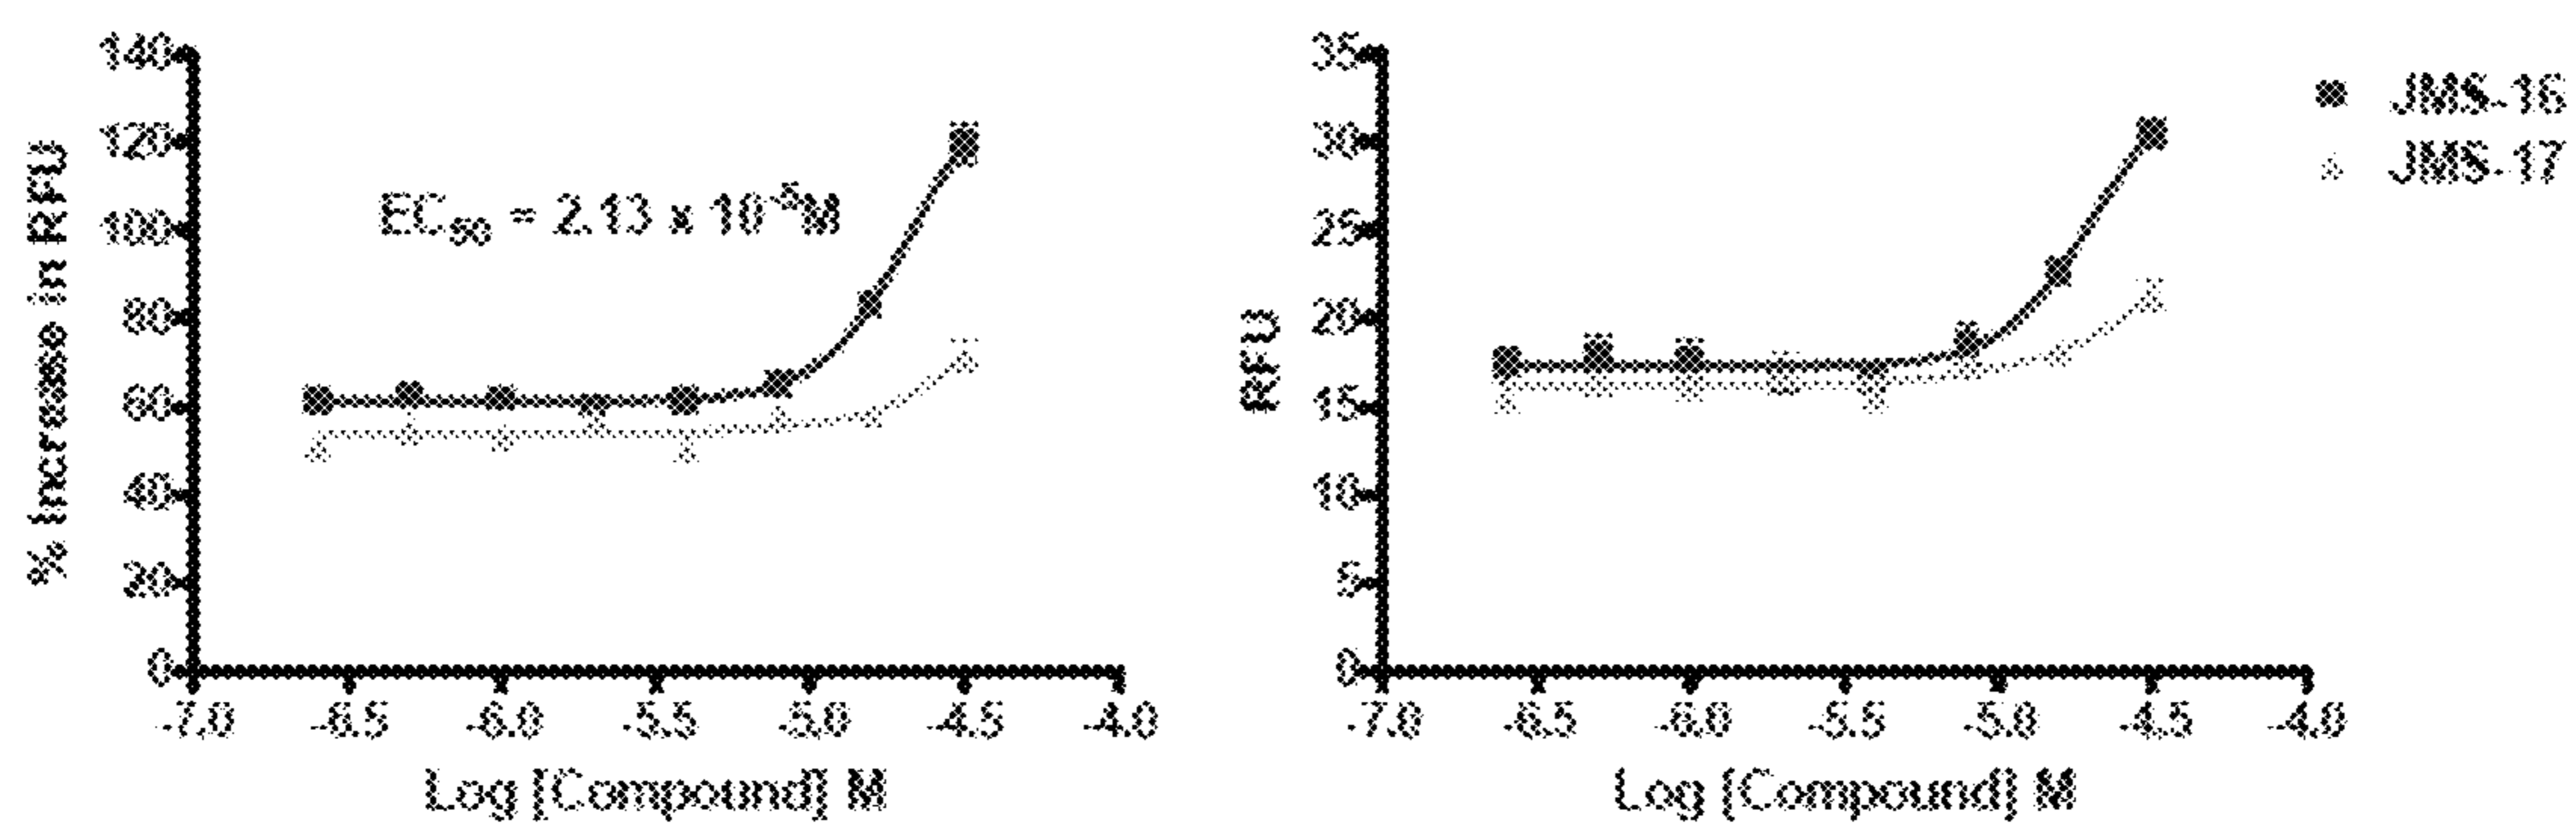 % Increase in RFU
140
120
100
80
60
40
20
0
EC50 = 2.13 x 10-5M
-7.0 -6.5 -6.0 -5.5 -5.0 -4.5 -4.0
Log [Compound] M
RFU
35
30
25
20
15
10
5
0
-7.0 -6.5 -6.0 -5.5 -5.0 -4.5 -4.0
Log [Compound] M
JMS-16
JMS-17